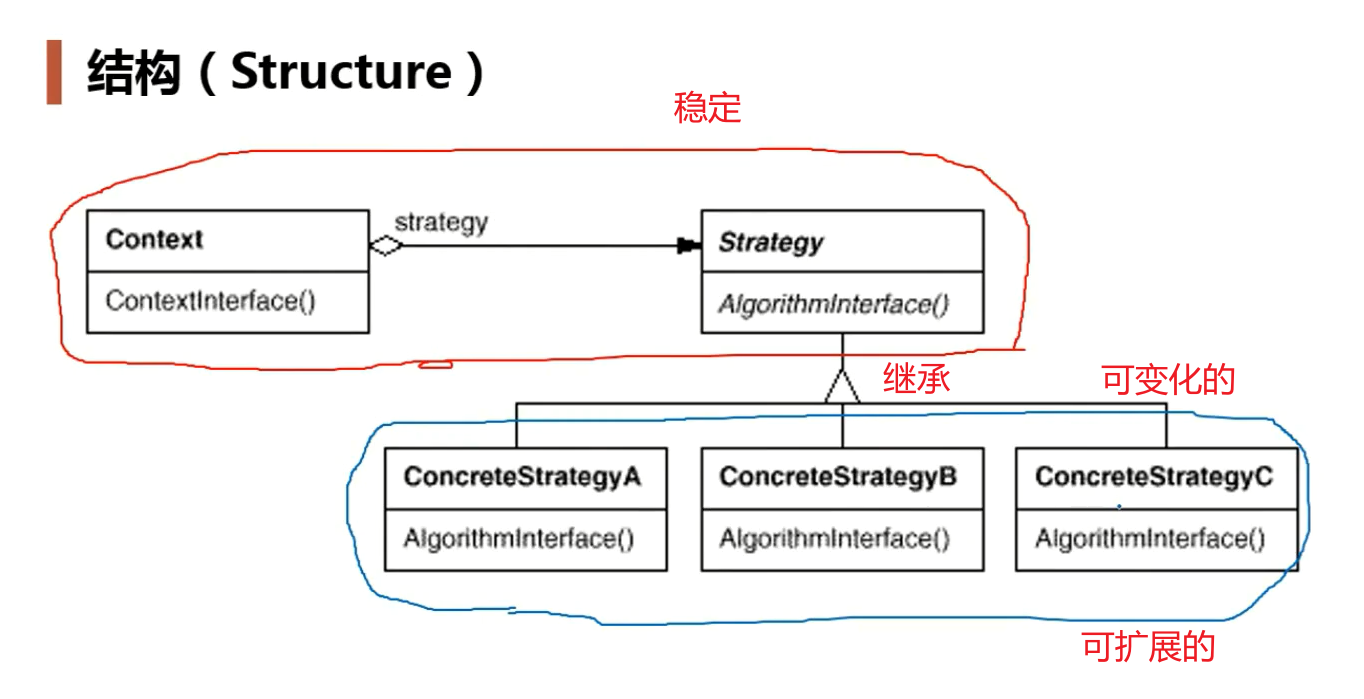 结构（Structure）
稳定
strategy
Context
Strategy
ContextInterface()
AlgorithmInterface()
继承
可变化的
ConcreteStrategyA
ConcreteStrategyB
ConcreteStrategyC
AlgorithmInterface()
AlgorithmInterface()
AlgorithmInterface()
可扩展的